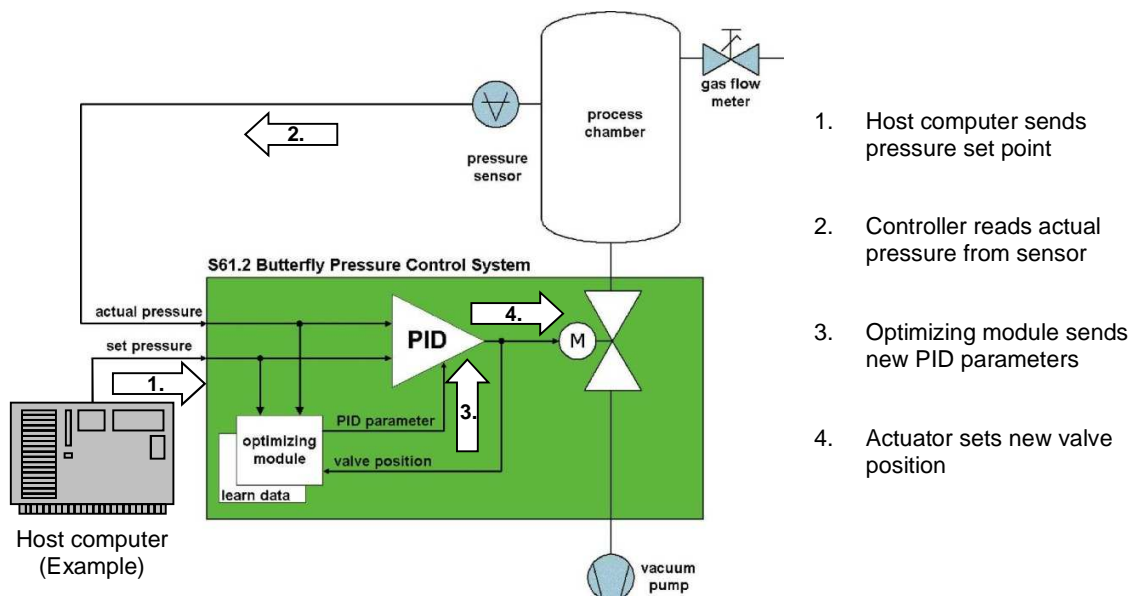 gas flow
meter
process
chamber
2.
pressure
sensor
S61.2 Butterfly Pressure Control System
actual pressure
4.
PID
M
set pressure
1.
3.
PID parameter
optimizing
module
valve position
learn data
Host computer
(Example)
vacuum
pump
1. Host computer sends
pressure set point
2. Controller reads actual
pressure from sensor
3. Optimizing module sends
new PID parameters
4. Actuator sets new valve
position